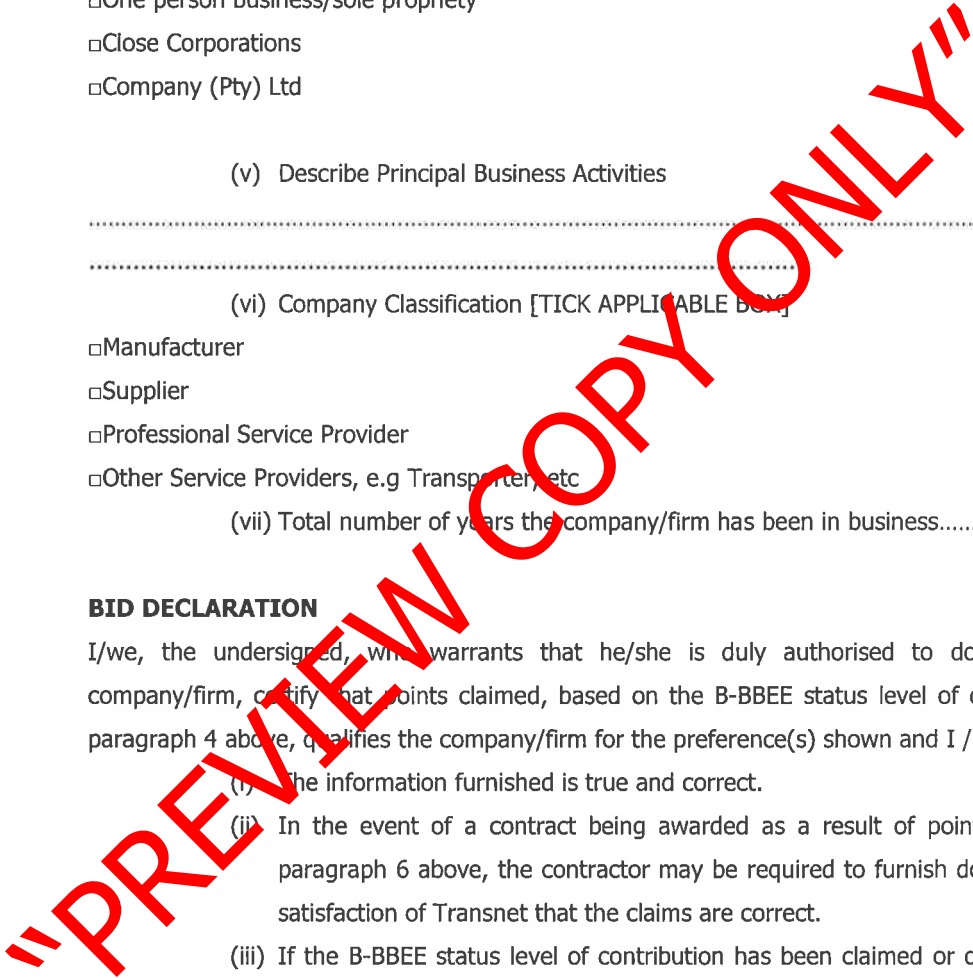 □One person business/sole propriety
□Close Corporations
□Company (Pty) Ltd
(v) Describe Principal Business Activities
................................................................................
................................................................................
(vi) Company Classification [TICK APPLICABLE BOX]
□Manufacturer
□Supplier
□Professional Service Provider
□Other Service Providers, e.g Transporter, etc
(vii) Total number of years the company/firm has been in business......
BID DECLARATION
I/we, the undersigned, who warrants that he/she is duly authorised to
company/firm, certify that points claimed, based on the B-BBEE status level of
paragraph 4 above, qualifies the company/firm for the preference(s) shown and I /
(i) The information furnished is true and correct.
(ii) In the event of a contract being awarded as a result of
paragraph 6 above, the contractor may be required to furnish
satisfaction of Transnet that the claims are correct.
(iii) If the B-BBEE status level of contribution has been claimed or
"PREVIEW COPY ONLY"